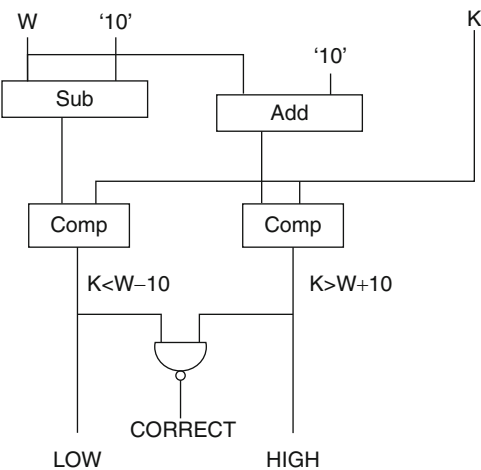 W
‘10’
K
‘10’
Sub
Add
Comp
Comp
K<W−10
K>W+10
CORRECT
LOW
HIGH